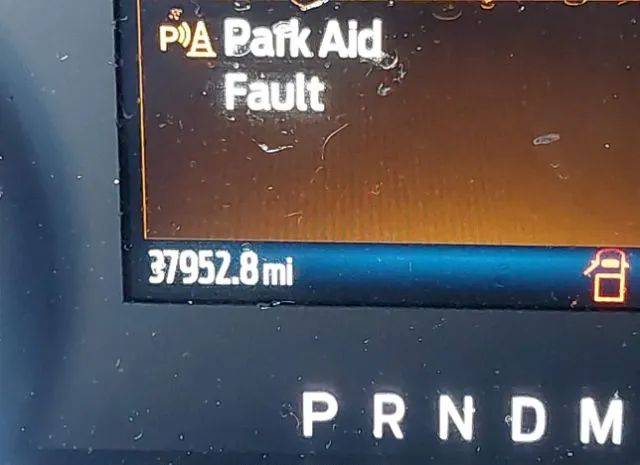 P Park Aid
Fault
37952.8 mi
P R N D M